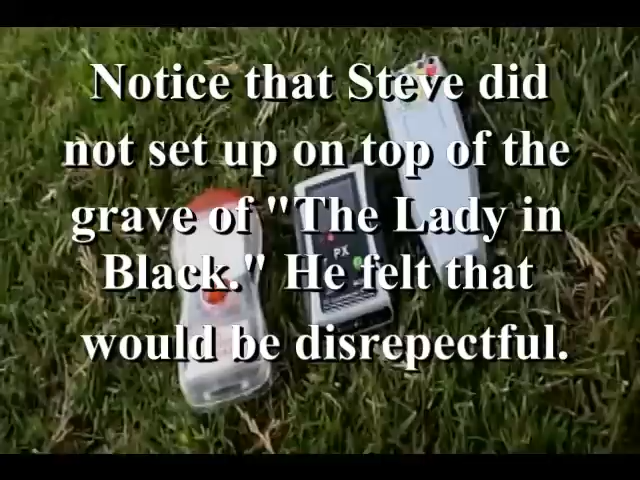 Notice that Steve did
not set up on top of the
grave of "The Lady in
Black." He felt that
would be disrepectful.
PX